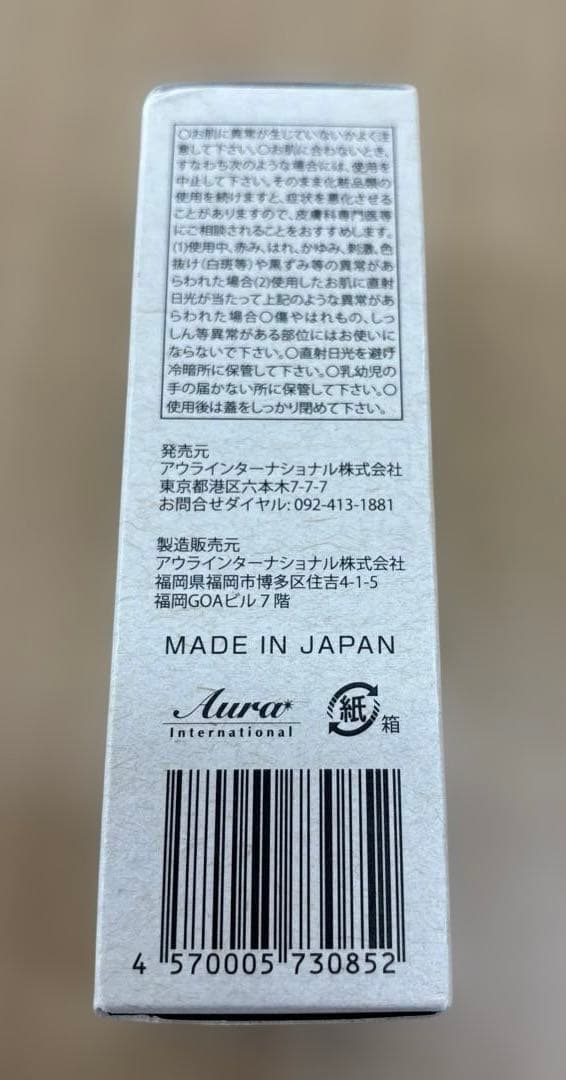 ○お肌に異常が生じていないかよく注
意して下さい。○お肌に合わないとき、
すなわち次のような場合には、使用を
中止して下さい。そのまま化粧品類の
使用を続けますと、症状を悪化させる
ことがありますので、皮膚科専門医等
にご相談されることをおすすめします。
(1)使用中、赤み、はれ、かゆみ、刺激、色
抜け(白斑等)や黒ずみ等の異常があ
らわれた場合(2)使用したお肌に直射
日光が当たって上記のような異常があ
らわれた場合○傷やはれもの、しっ
しん等異常がある部位にはお使いに
ならないで下さい。○直射日光を避け
冷暗所に保管して下さい。○乳幼児の
手の届かない所に保管して下さい。○
使用後は蓋をしっかり閉めて下さい。
発売元
アウラインターナショナル株式会社
東京都港区六本木7-7-7
お問合せダイヤル: 092-413-1881
製造販売元
アウラインターナショナル株式会社
福岡県福岡市博多区住吉4-1-5
福岡GOAビル７階
MADE IN JAPAN
Aura
International
紙
箱
4 570005 730852